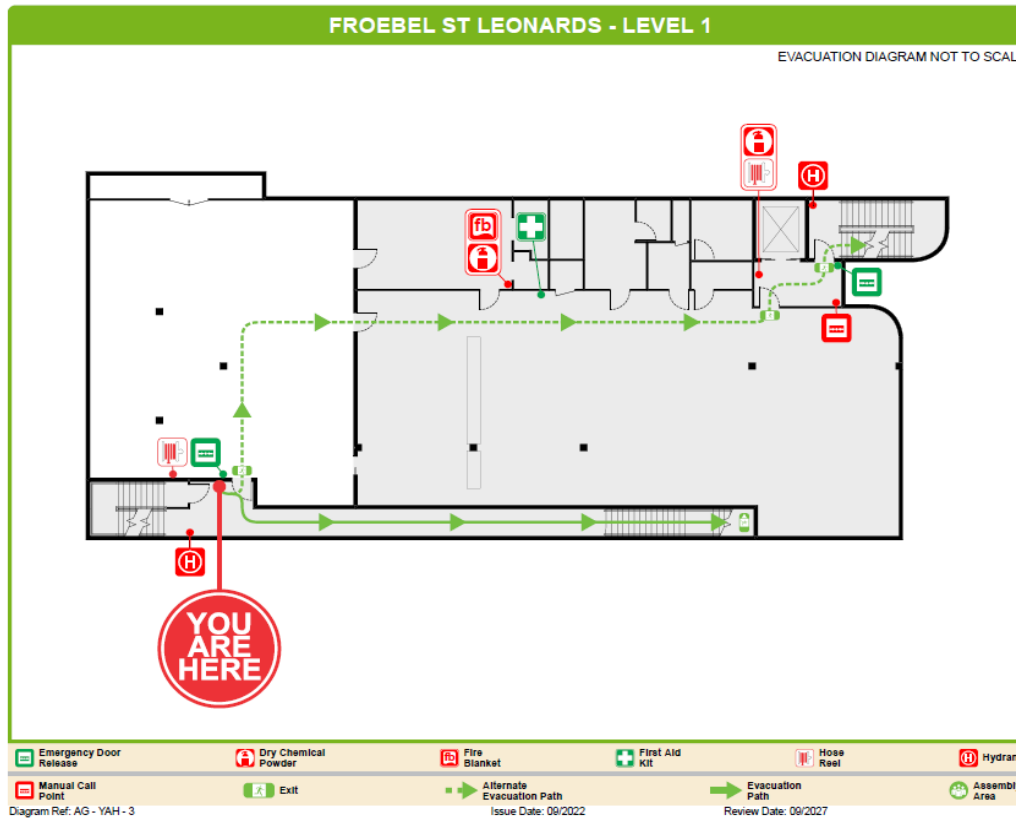 FROEBEL ST LEONARDS - LEVEL 1
EVACUATION DIAGRAM NOT TO SCAL
H
fb
H
YOU
ARE
HERE
Emergency Door
Release
Dry Chemical
Powder
fb
Fire
Blanket
First Aid
Kit
Hose
Reel
H
Hydran
Manual Call
Point
Exit
Alternate
Evacuation Path
Evacuation
Path
Assembl
Area
Diagram Ref: AG - YAH - 3
Issue Date: 09/2022
Review Date: 09/2027